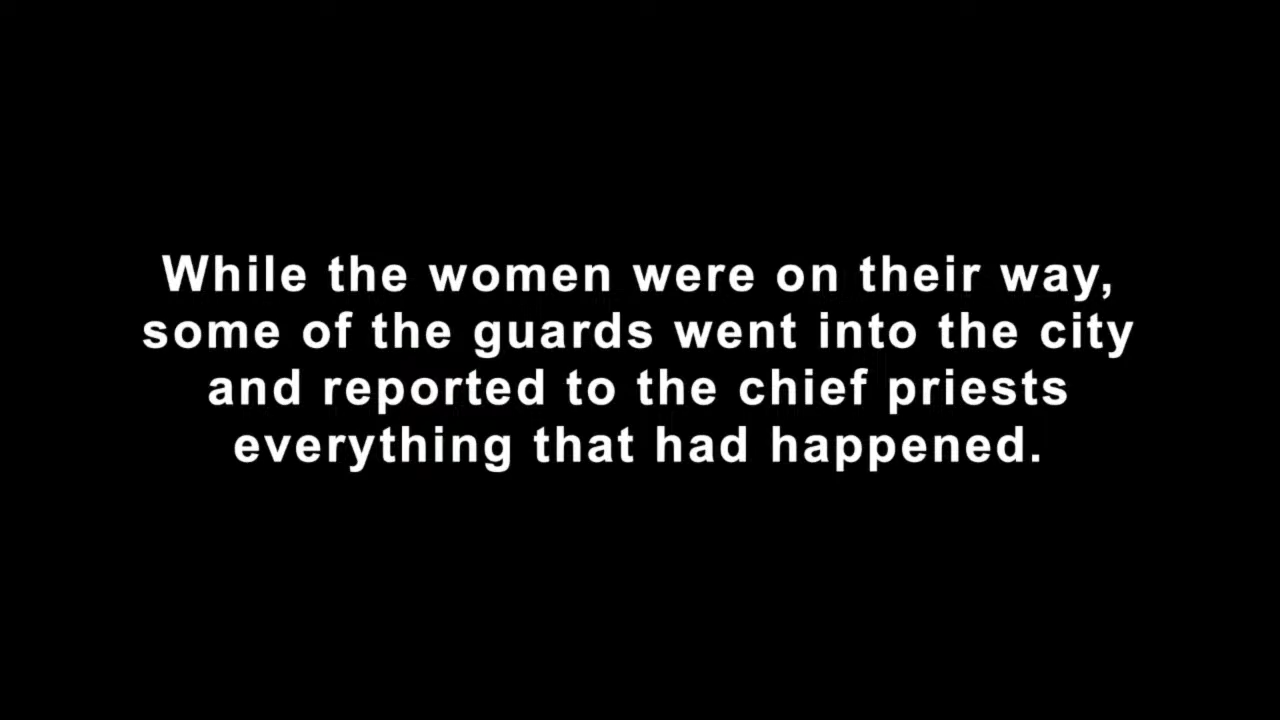 While the women were on their way,
some of the guards went into the city
and reported to the chief priests
everything that had happened.